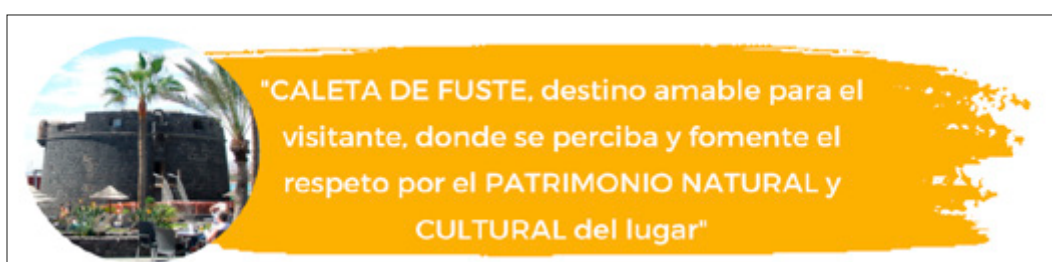 "CALETA DE FUSTE, destino amable para el
visitante, donde se perciba y fomente el
respeto por el PATRIMONIO NATURAL y
CULTURAL del lugar"